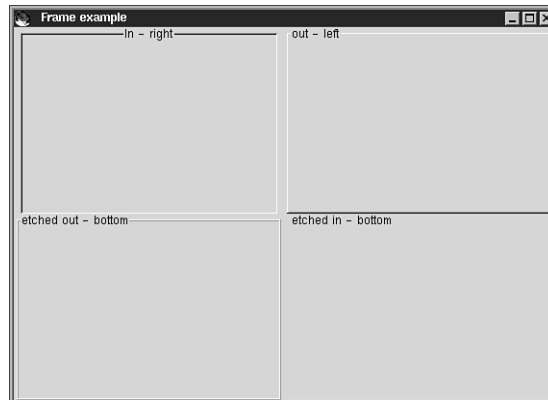 Frame example
In – right
out – left
etched out – bottom
etched in – bottom